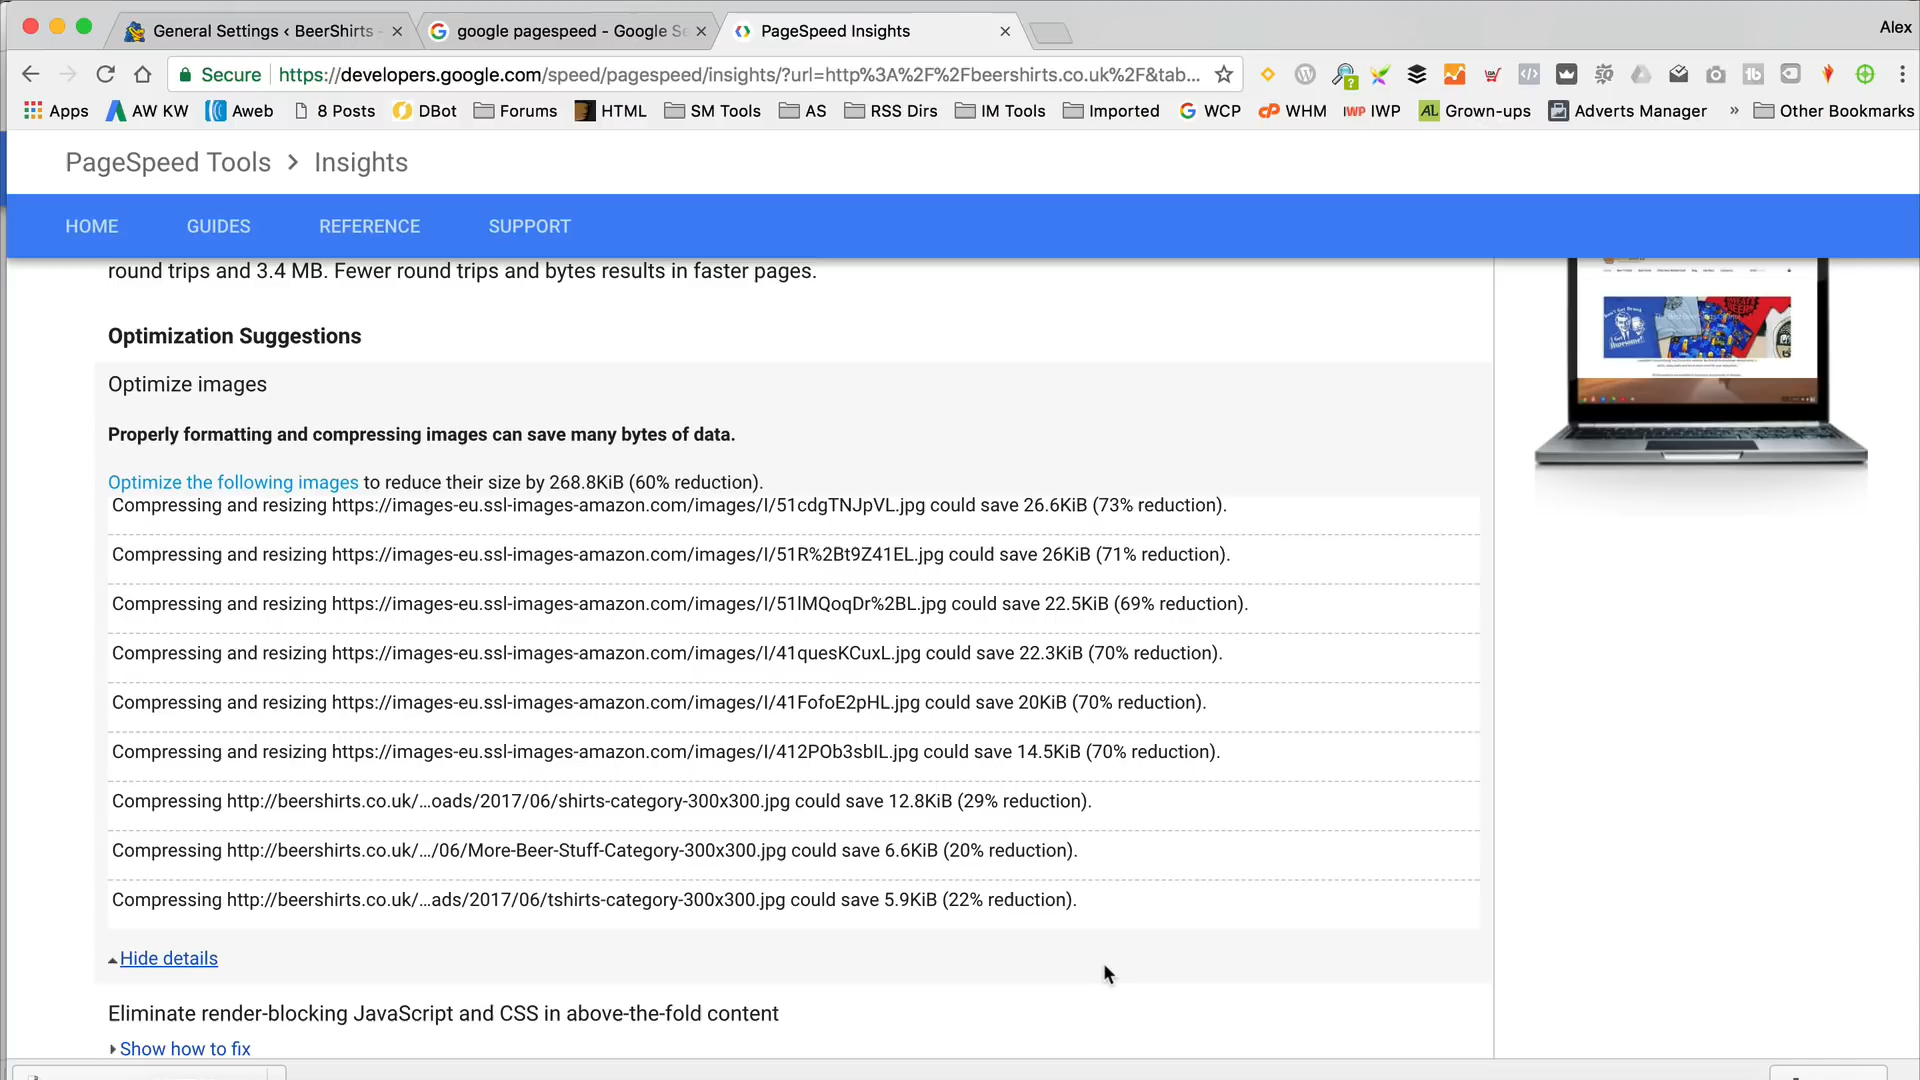 General Settings ‹ BeerShirts -
google pagespeed - Google Se
PageSpeed Insights
Alex
Secure
https://developers.google.com/speed/pagespeed/insights/?url=http%3A%2F%2Fbeershirts.co.uk%2F&tab...
Apps
AW KW
Aweb
8 Posts
DBot
Forums
HTML
SM Tools
AS
RSS Dirs
IM Tools
Imported
WCP
WHM
IWP
Grown-ups
Adverts Manager
»
Other Bookmarks
PageSpeed Tools > Insights
HOME
GUIDES
REFERENCE
SUPPORT
round trips and 3.4 MB. Fewer round trips and bytes results in faster pages.
Optimization Suggestions
Optimize images
Properly formatting and compressing images can save many bytes of data.
Optimize the following images to reduce their size by 268.8KiB (60% reduction).
Compressing and resizing https://images-eu.ssl-images-amazon.com/images/I/51cdgTNJpVL.jpg could save 26.6KiB (73% reduction).
Compressing and resizing https://images-eu.ssl-images-amazon.com/images/I/51R%2Bt9Z41EL.jpg could save 26KiB (71% reduction).
Compressing and resizing https://images-eu.ssl-images-amazon.com/images/I/51lMQoqDr%2BL.jpg could save 22.5KiB (69% reduction).
Compressing and resizing https://images-eu.ssl-images-amazon.com/images/I/41quesKCuxL.jpg could save 22.3KiB (70% reduction).
Compressing and resizing https://images-eu.ssl-images-amazon.com/images/I/41FofoE2pHL.jpg could save 20KiB (70% reduction).
Compressing and resizing https://images-eu.ssl-images-amazon.com/images/I/412POb3sbIL.jpg could save 14.5KiB (70% reduction).
Compressing http://beershirts.co.uk/…oads/2017/06/shirts-category-300x300.jpg could save 12.8KiB (29% reduction).
Compressing http://beershirts.co.uk/…/06/More-Beer-Stuff-Category-300x300.jpg could save 6.6KiB (20% reduction).
Compressing http://beershirts.co.uk/…ads/2017/06/tshirts-category-300x300.jpg could save 5.9KiB (22% reduction).
Hide details
Eliminate render-blocking JavaScript and CSS in above-the-fold content
Show how to fix